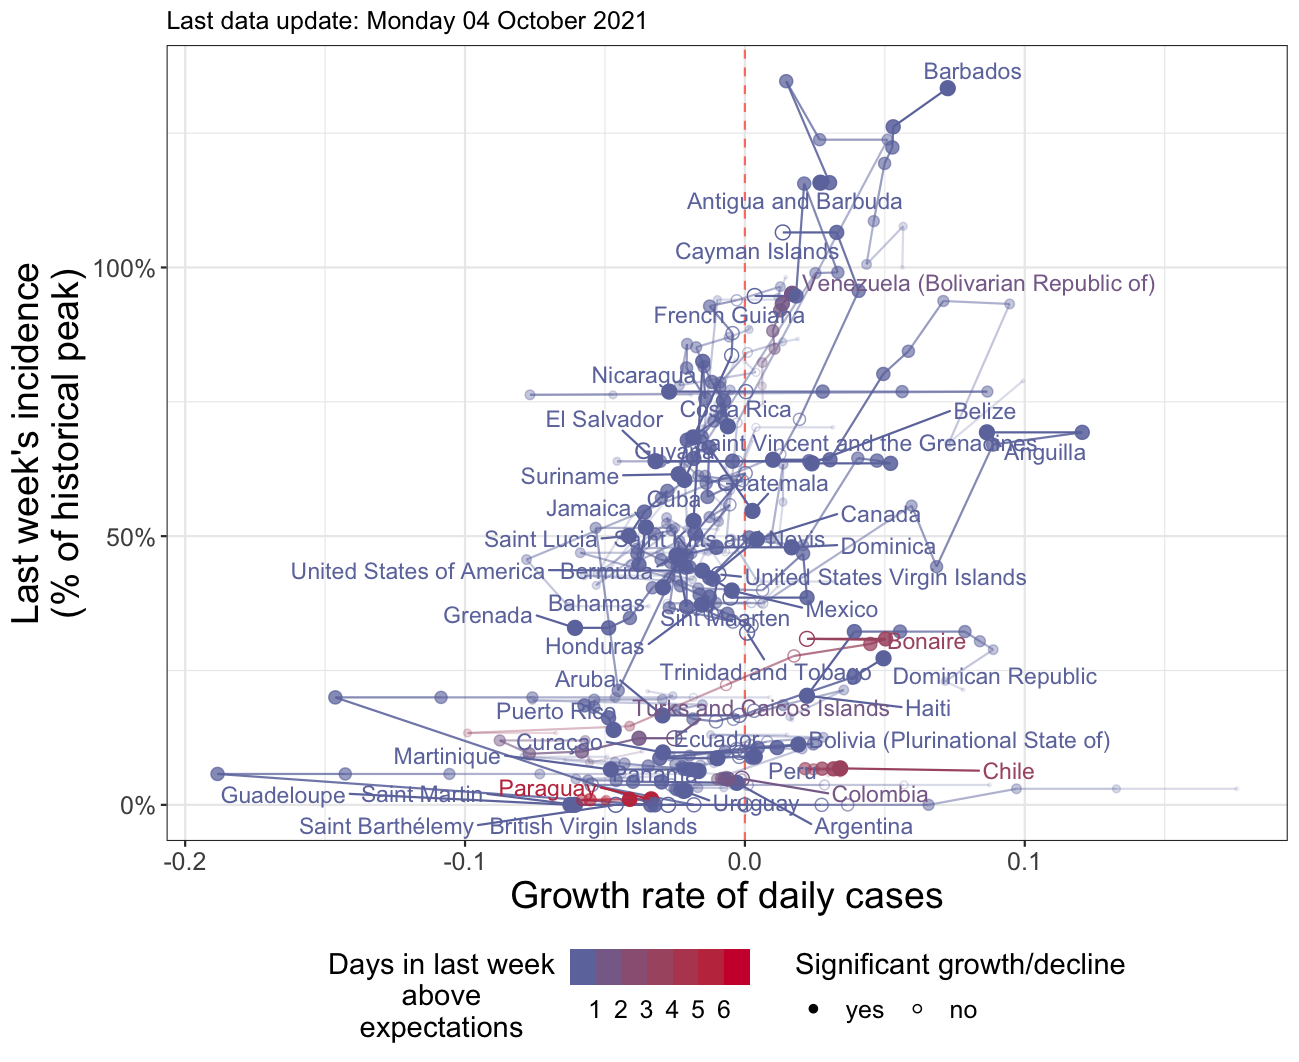 Last data update: Monday 04 October 2021
Last week's incidence
(% of historical peak)
100%
50%
0%
Barbados
Antigua and Barbuda
Cayman Islands
Venezuela (Bolivarian Republic of)
French Guiana
Nicaragua
Costa Rica
Belize
El Salvador
Saint Vincent and the Grenadines
Guyana
Anguilla
Suriname
Guatemala
Cuba
Jamaica
Canada
Saint Lucia
Saint Kitts and Nevis
Dominica
United States of America
Bermuda
United States Virgin Islands
Bahamas
Mexico
Grenada
Sint Maarten
Honduras
Bonaire
Trinidad and Tobago
Dominican Republic
Aruba
Puerto Rico
Turks and Caicos Islands
Haiti
Curaçao
Ecuador
Bolivia (Plurinational State of)
Martinique
Panama
Peru
Chile
Paraguay
Guadeloupe
Saint Martin
Colombia
Uruguay
Saint Barthélemy
British Virgin Islands
Argentina
-0.2
-0.1
0.0
0.1
Growth rate of daily cases
Days in last week
above
expectations
1 2 3 4 5 6
Significant growth/decline
yes
no